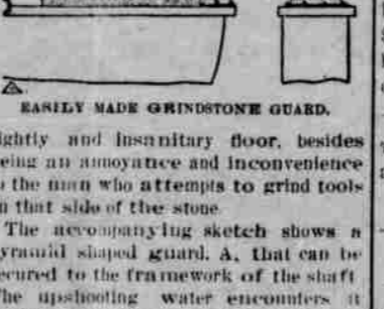 EASILY MADE GRINDSTONE GUARD.
ightly and insanitary floor, besides
eing an annoyance and inconvenience
o the man who attempts to grind tools
n that side of the stone.
The accompanying sketch shows a
yramid shaped guard, A, that can be
ecured to the framework of the shaft
The upshooting water encounters it